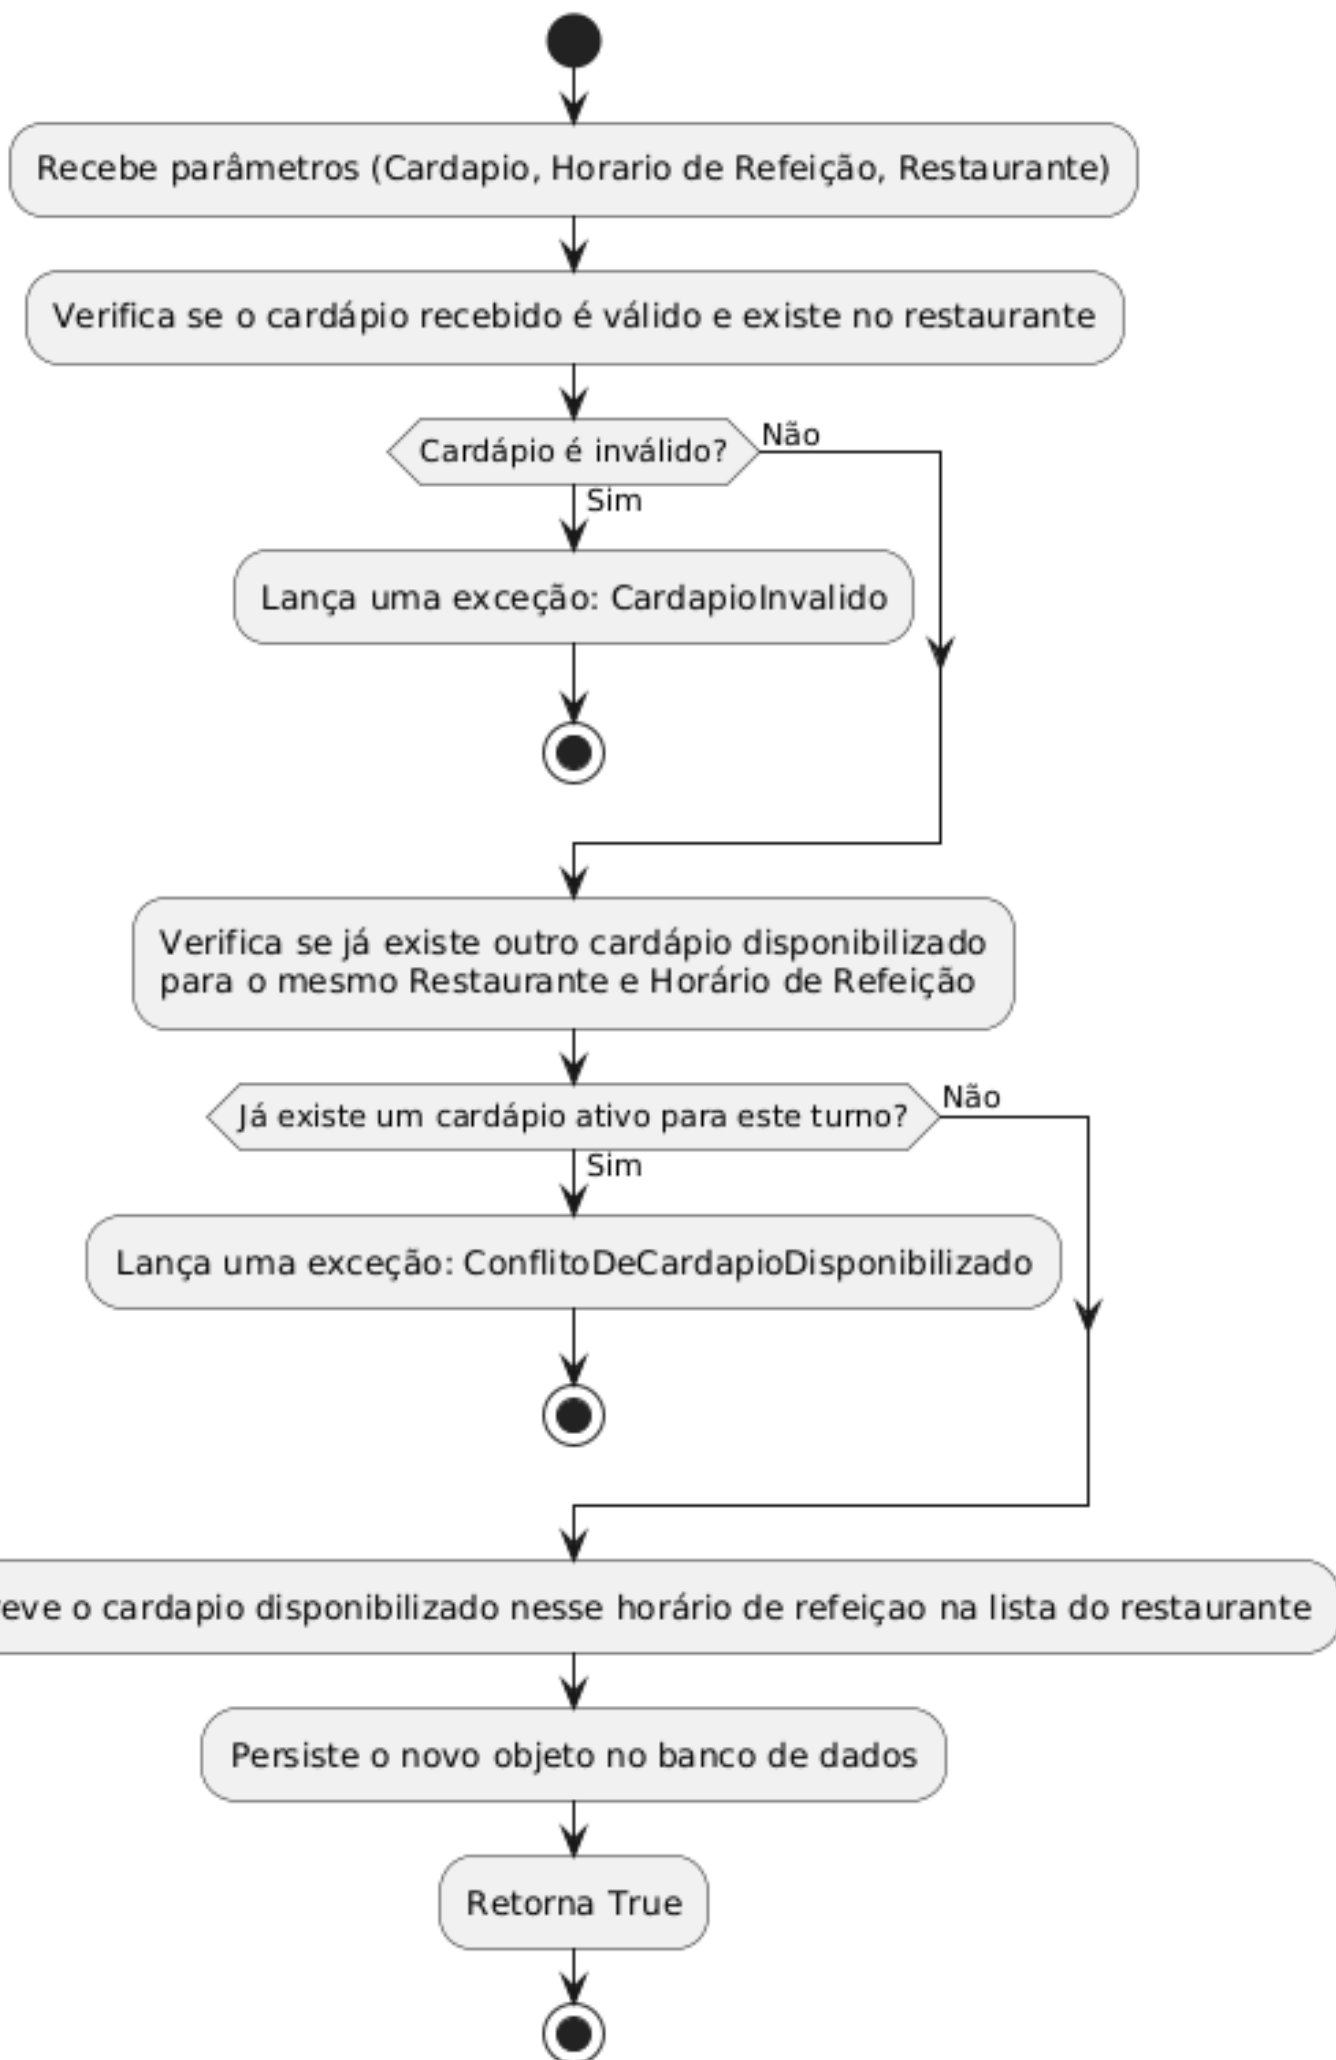 Recebe parâmetros (Cardapio, Horario de Refeição, Restaurante)
Verifica se o cardápio recebido é válido e existe no restaurante
Cardápio é inválido?
Não
Sim
Lança uma exceção: CardapioInvalido
Verifica se já existe outro cardápio disponibilizado
para o mesmo Restaurante e Horário de Refeição
Já existe um cardápio ativo para este turno?
Não
Sim
Lança uma exceção: ConflitoDeCardapioDisponibilizado
o cardapio disponibilizado nesse horário de refeiçao na lista do restaurante
Persiste o novo objeto no banco de dados
Retorna True